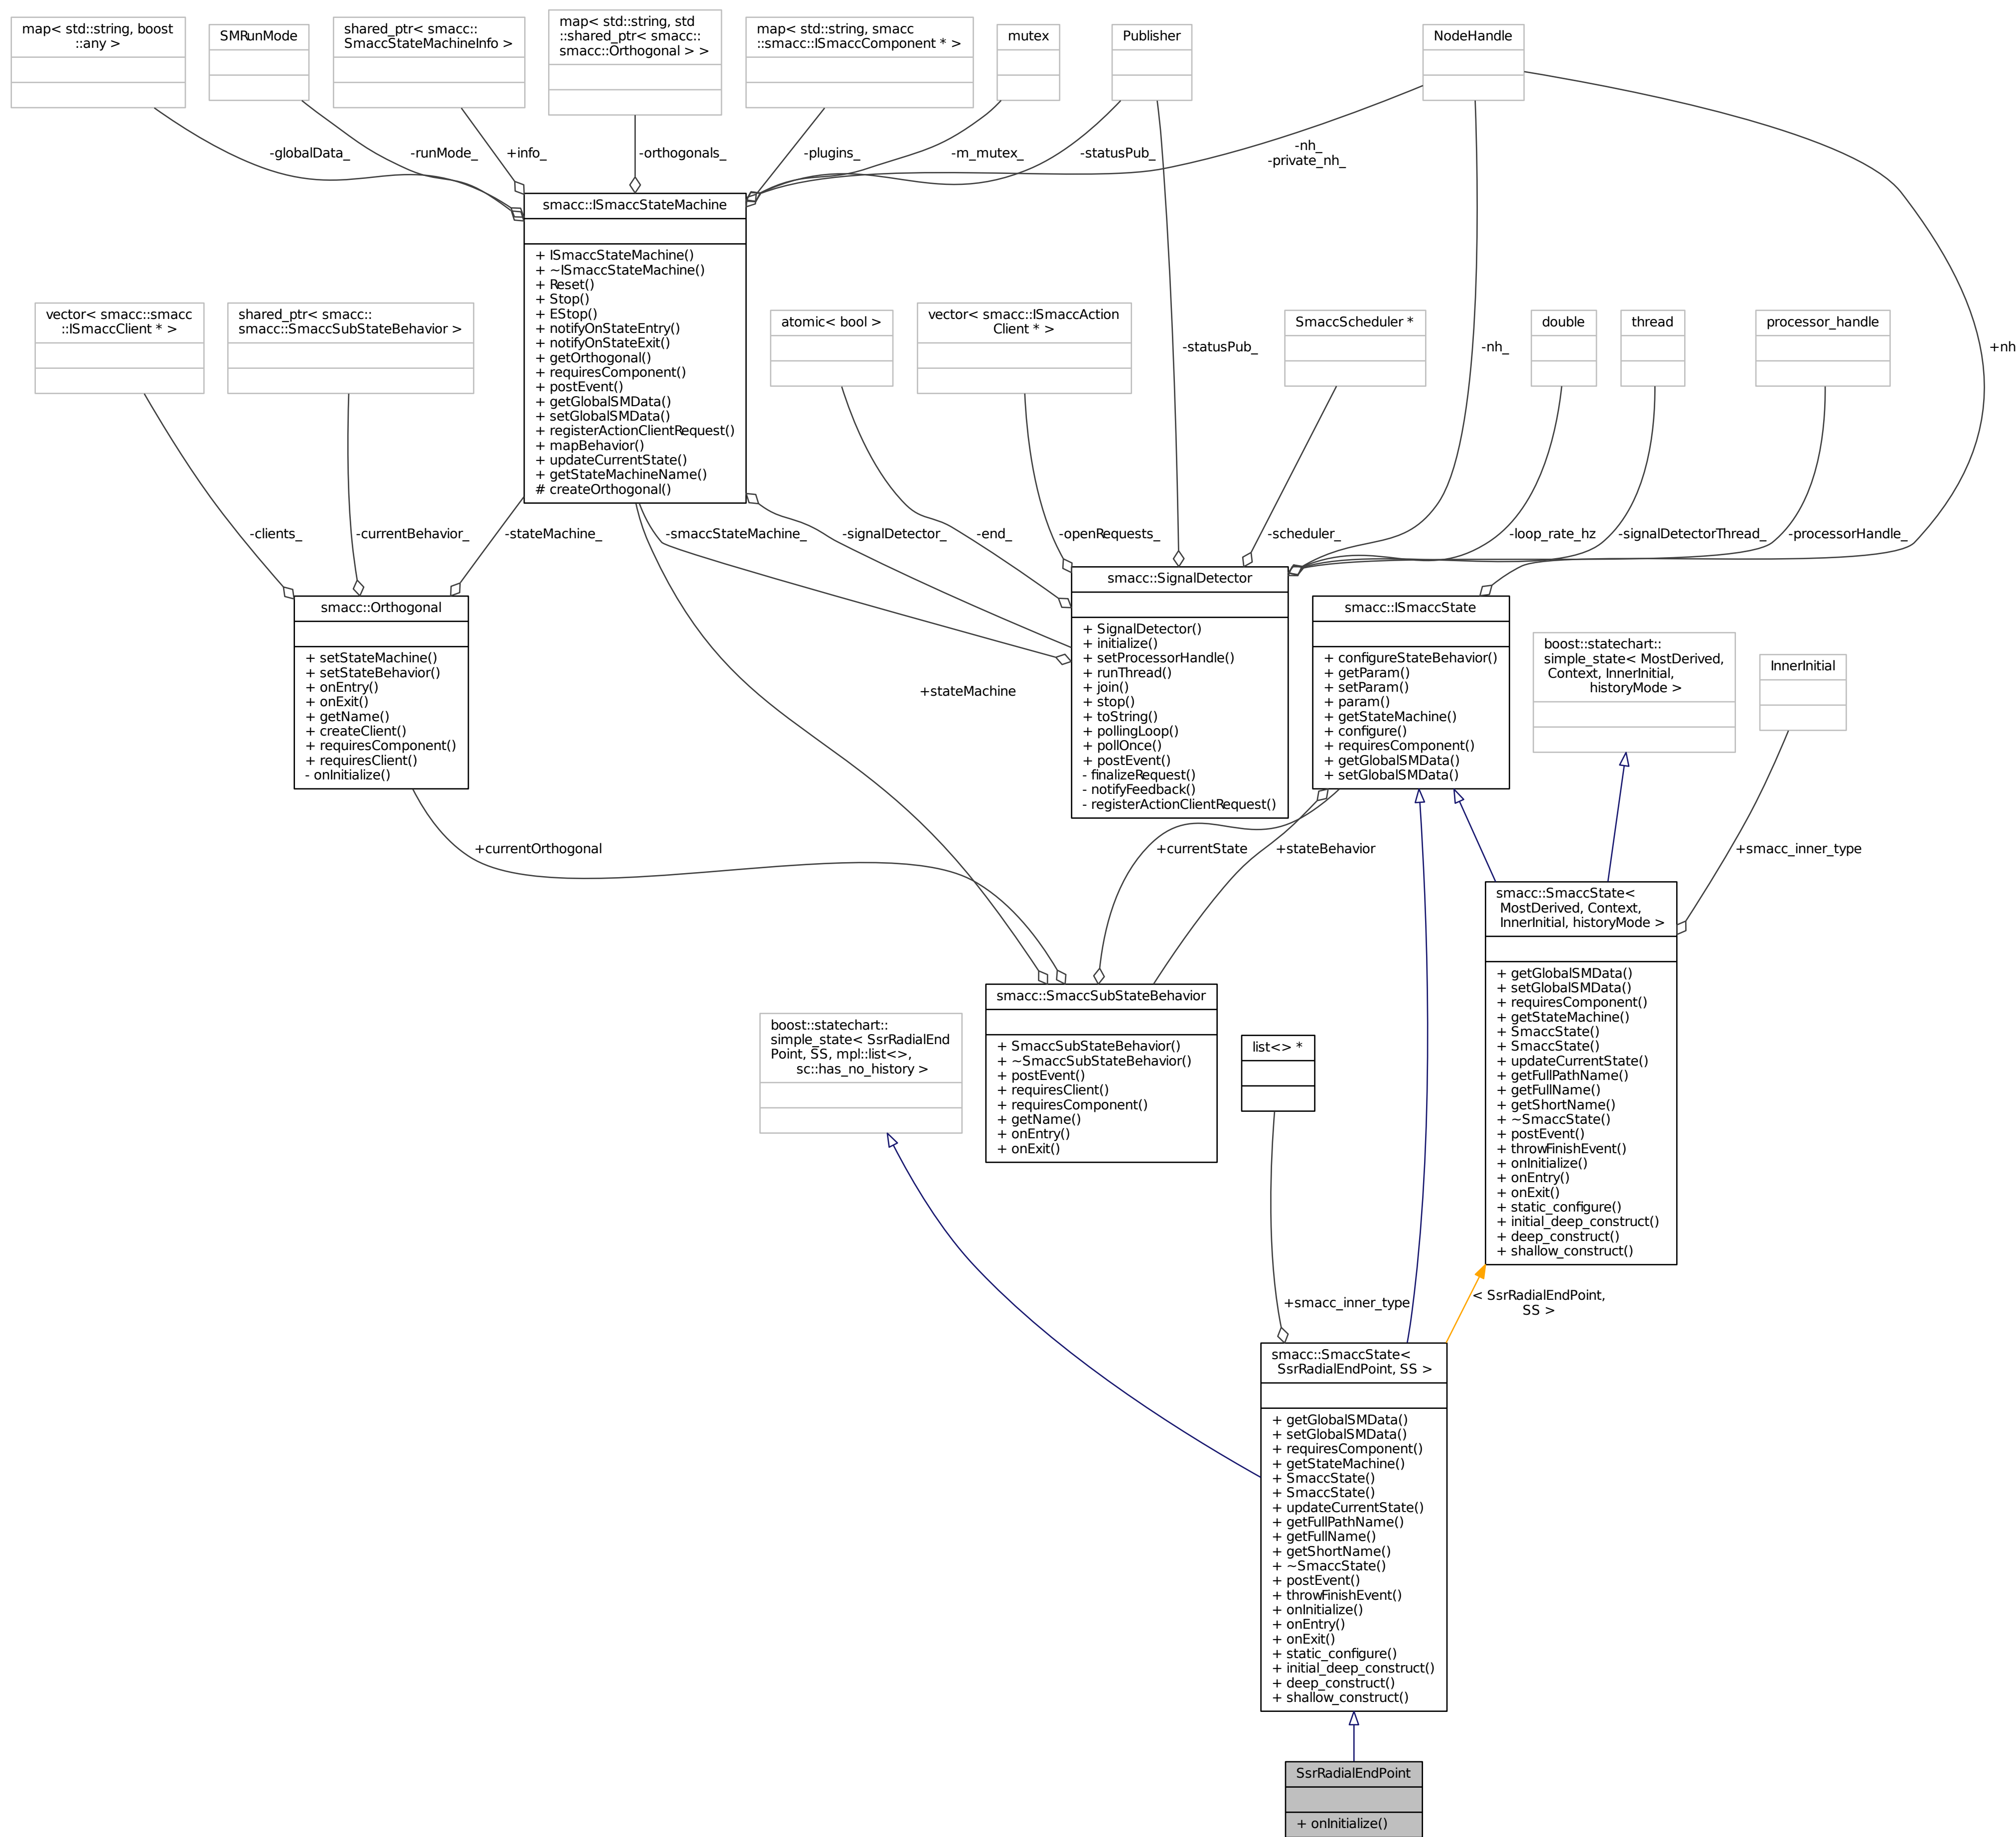 map< std::string, boost
::any >
SMRunMode
shared_ptr< smacc::
SmaccStateMachineInfo >
map< std::string, std
::shared_ptr< smacc::
smacc::Orthogonal > >
map< std::string, smacc
::smacc::ISmaccComponent * >
mutex
Publisher
NodeHandle
-globalData_
-runMode_
+info_
-orthogonals_
-plugins_
-m_mutex_
-statusPub_
-nh_
-private_nh_
smacc::ISmaccStateMachine
+ ISmaccStateMachine()
+ ~ISmaccStateMachine()
+ Reset()
+ Stop()
+ EStop()
+ notifyOnStateEntry()
+ notifyOnStateExit()
+ getOrthogonal()
+ requiresComponent()
+ postEvent()
+ getGlobalSMData()
+ setGlobalSMData()
+ registerActionClientRequest()
+ mapBehavior()
+ updateCurrentState()
+ getStateMachineName()
# createOrthogonal()
vector< smacc::smacc
::ISmaccClient * >
shared_ptr< smacc::
smacc::SmaccSubStateBehavior >
atomic< bool >
vector< smacc::ISmaccAction
Client * >
-statusPub_
SmaccScheduler *
-nh_
double
thread
processor_handle
+nh
-clients_
-currentBehavior_
-stateMachine_
-smaccStateMachine_
-signalDetector_
-end_
-openRequests_
-scheduler_
-loop_rate_hz
-signalDetectorThread_
-processorHandle_
smacc::Orthogonal
+ setStateMachine()
+ setStateBehavior()
+ onEntry()
+ onExit()
+ getName()
+ createClient()
+ requiresComponent()
+ requiresClient()
- onInitialize()
smacc::SignalDetector
+ SignalDetector()
+ initialize()
+ setProcessorHandle()
+ runThread()
+ join()
+ stop()
+ toString()
+ pollingLoop()
+ pollOnce()
+ postEvent()
- finalizeRequest()
- notifyFeedback()
- registerActionClientRequest()
smacc::ISmaccState
+ configureStateBehavior()
+ getParam()
+ setParam()
+ param()
+ getStateMachine()
+ configure()
+ requiresComponent()
+ getGlobalSMData()
+ setGlobalSMData()
boost::statechart::
simple_state< MostDerived,
Context, InnerInitial,
historyMode >
InnerInitial
+stateMachine
+currentOrthogonal
+currentState
+stateBehavior
+smacc_inner_type
smacc::SmaccState<
MostDerived, Context,
InnerInitial, historyMode >
+ getGlobalSMData()
+ setGlobalSMData()
+ requiresComponent()
+ getStateMachine()
+ SmaccState()
+ SmaccState()
+ updateCurrentState()
+ getFullPathName()
+ getFullName()
+ getShortName()
+ ~SmaccState()
+ postEvent()
+ throwFinishEvent()
+ onInitialize()
+ onEntry()
+ onExit()
+ static_configure()
+ initial_deep_construct()
+ deep_construct()
+ shallow_construct()
smacc::SmaccSubStateBehavior
+ SmaccSubStateBehavior()
+ ~SmaccSubStateBehavior()
+ postEvent()
+ requiresClient()
+ requiresComponent()
+ getName()
+ onEntry()
+ onExit()
boost::statechart::
simple_state< SsrRadialEnd
Point, SS, mpl::list<>,
sc::has_no_history >
list<> *
+smacc_inner_type
< SsrRadialEndPoint,
SS >
smacc::SmaccState<
SsrRadialEndPoint, SS >
+ getGlobalSMData()
+ setGlobalSMData()
+ requiresComponent()
+ getStateMachine()
+ SmaccState()
+ SmaccState()
+ updateCurrentState()
+ getFullPathName()
+ getFullName()
+ getShortName()
+ ~SmaccState()
+ postEvent()
+ throwFinishEvent()
+ onInitialize()
+ onEntry()
+ onExit()
+ static_configure()
+ initial_deep_construct()
+ deep_construct()
+ shallow_construct()
SsrRadialEndPoint
+ onInitialize()